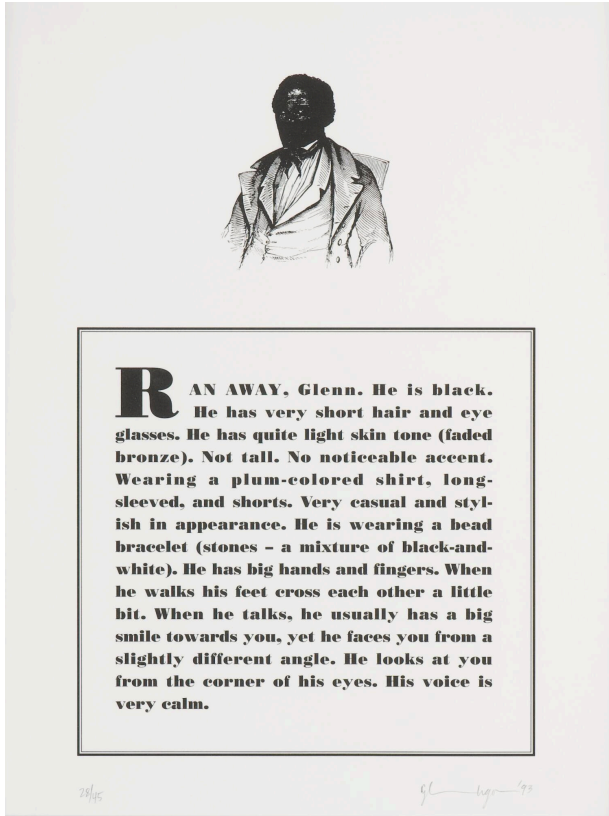 RAN AWAY, Glenn. He is black.
He has very short hair and eye
glasses. He has quite light skin tone (faded
bronze). Not tall. No noticeable accent.
Wearing a plum-colored shirt, long-
sleeved, and shorts. Very casual and styl-
ish in appearance. He is wearing a bead
bracelet (stones – a mixture of black-and-
white). He has big hands and fingers. When
he walks his feet cross each other a little
bit. When he talks, he usually has a big
smile towards you, yet he faces you from a
slightly different angle. He looks at you
from the corner of his eyes. His voice is
very calm.
28/45 '93